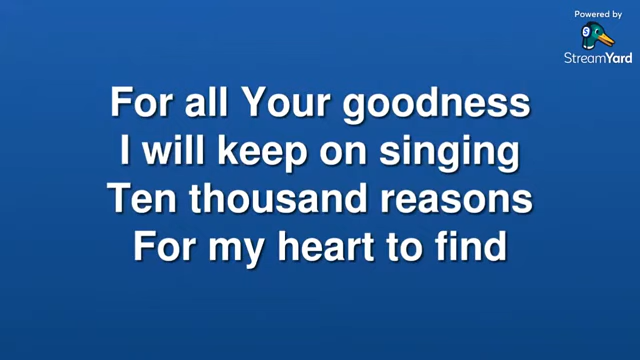 Powered by
StreamYard
For all Your goodness
I will keep on singing
Ten thousand reasons
For my heart to find